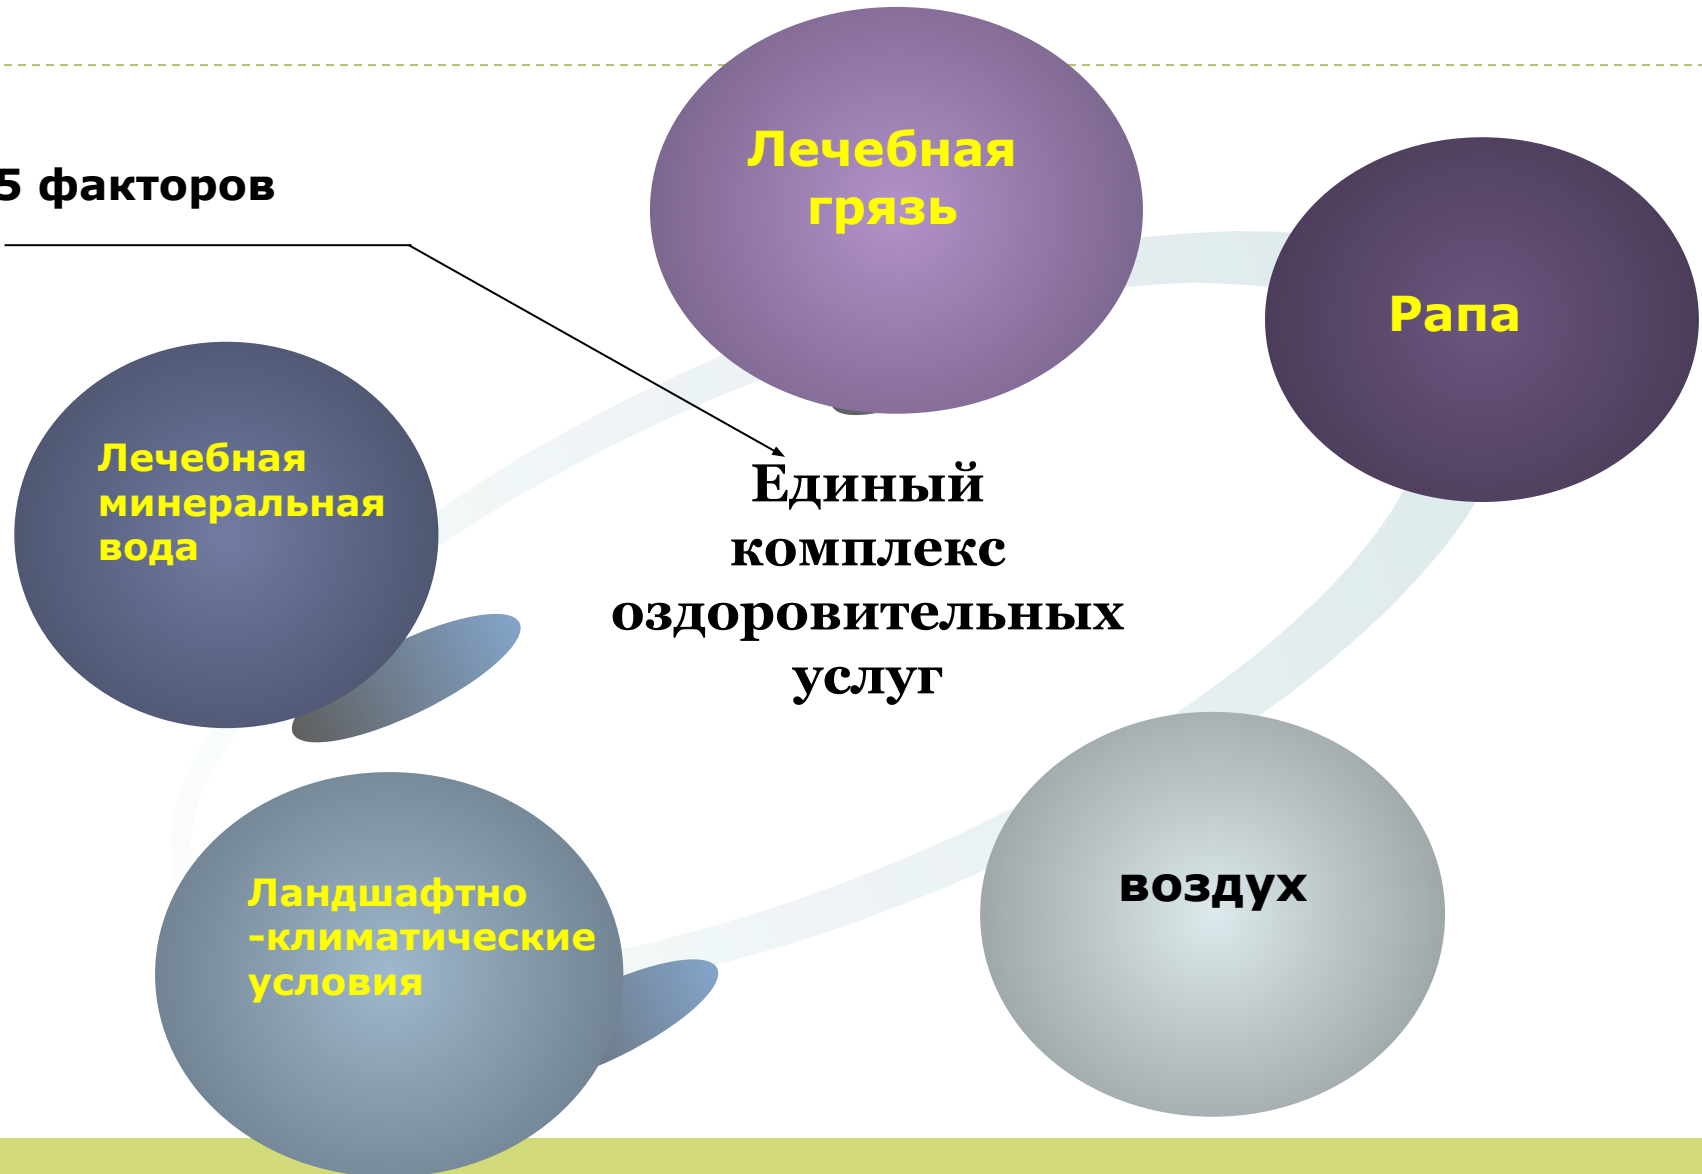 Лечебная
грязь
5 факторов
Рапа
Лечебная
минеральная
вода
Единый
комплекс
оздоровительных
услуг
воздух
Ландшафтно
-климатические
условия